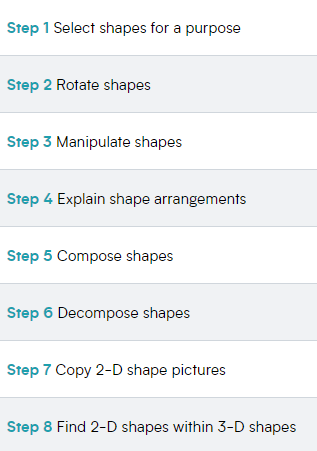 Step 1 Select shapes for a purpose
Step 2 Rotate shapes
Step 3 Manipulate shapes
Step 4 Explain shape arrangements
Step 5 Compose shapes
Step 6 Decompose shapes
Step 7 Copy 2-D shape pictures
Step 8 Find 2-D shapes within 3-D shapes